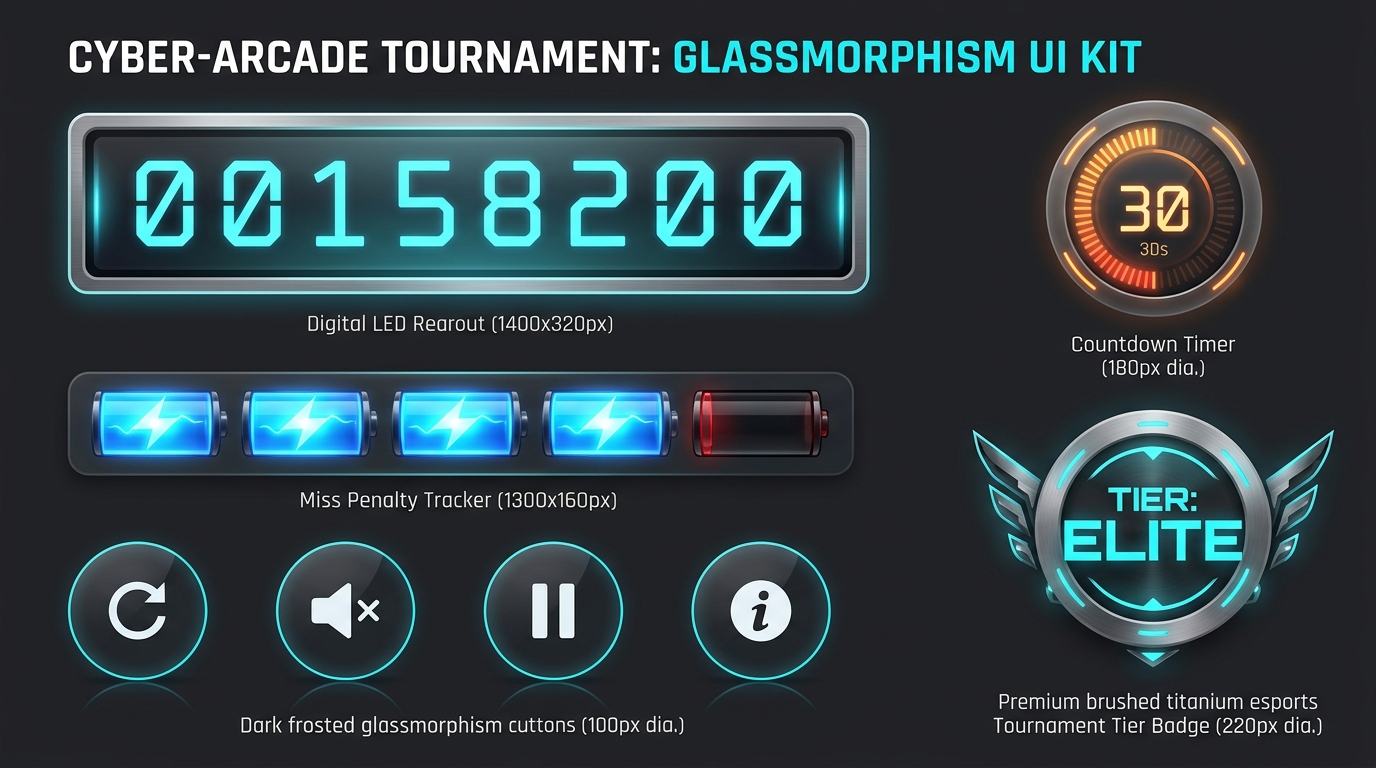 CYBER-ARCADE TOURNAMENT: GLASSMORPHISM UI KIT
00158200
Digital LED Rearout (1400x320px)
30
3Ds
Countdown Timer
(180px dia.)
Miss Penalty Tracker (1300x160px)
TIER:
ELITE
i
Dark frosted glassmorphism cuttons (100px dia.)
Premium brushed titanium esports
Tournament Tier Badge (220px dia.)